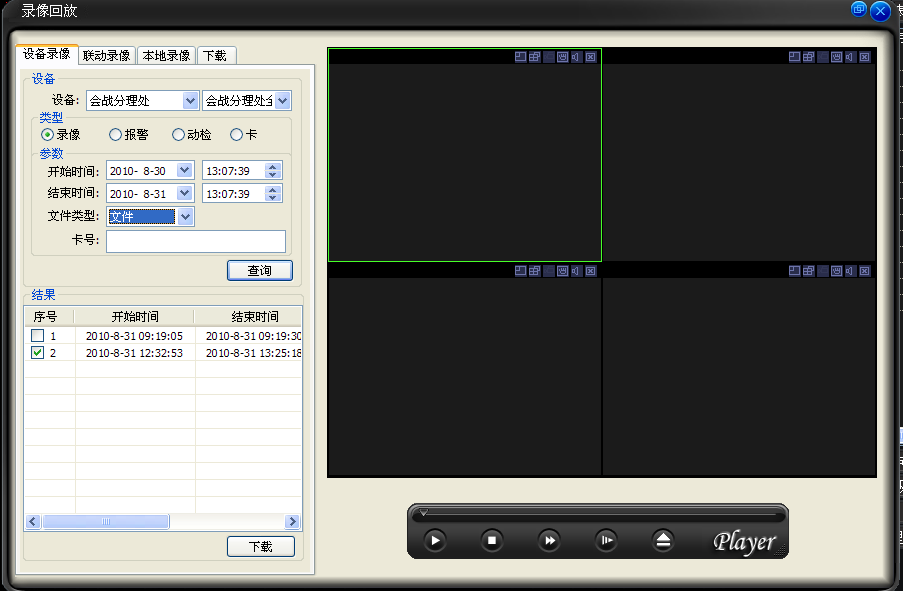 录像回放
设备录像 联动录像 本地录像 下载
设备
设备: 会战分理处 会战分理处全
类型
录像 报警 动检 卡
参数
开始时间: 2010- 8-30 13:07:39
结束时间: 2010- 8-31 13:07:39
文件类型: 文件
卡号:
查询
结果
序号 开始时间 结束时间
1 2010-8-31 09:19:05 2010-8-31 09:19:30
2 2010-8-31 12:32:53 2010-8-31 13:25:18
下载
Player